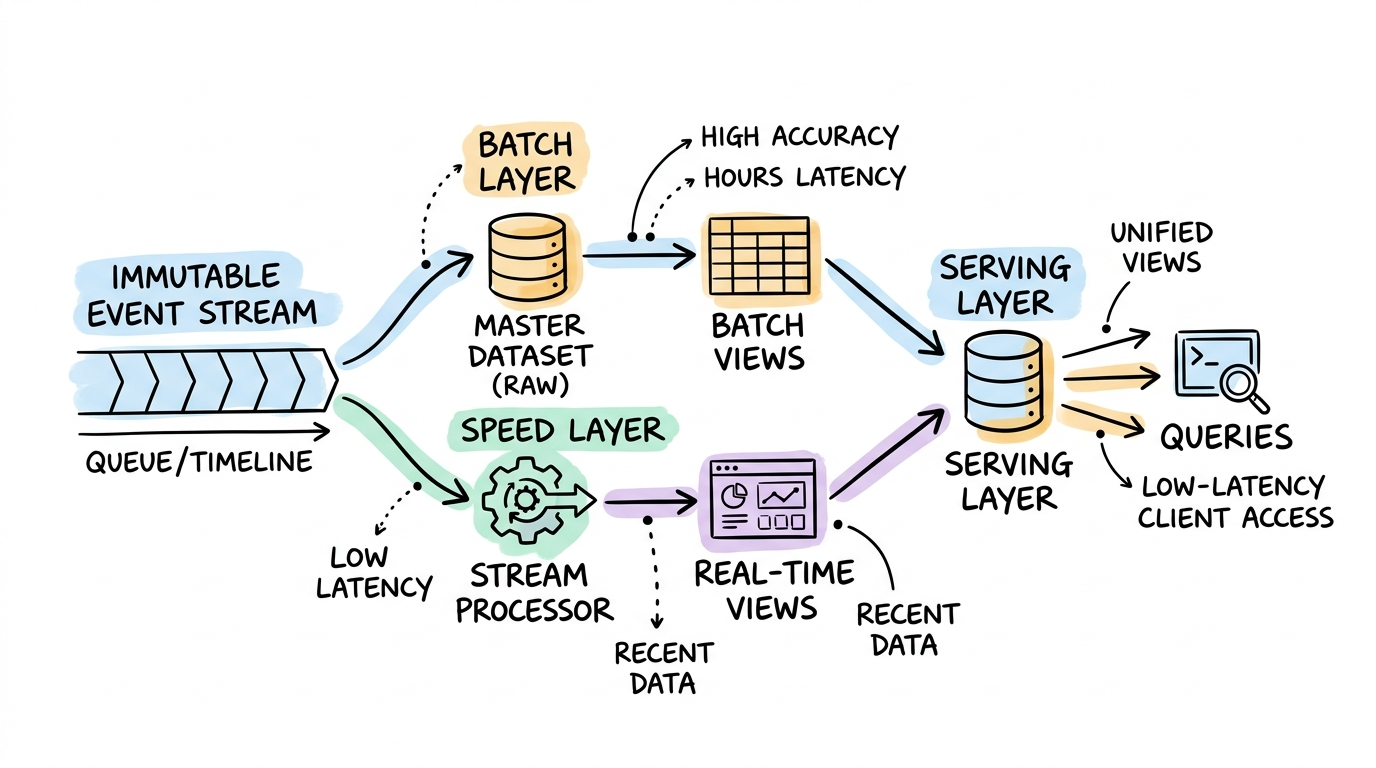 BATCH
LAYER
HIGH ACCURACY
HOURS LATENCY
IMMUTABLE
EVENT STREAM
QUEUE/TIMELINE
MASTER
DATASET
(RAW)
BATCH
VIEWS
SPEED LAYER
LOW
LATENCY
STREAM
PROCESSOR
RECENT
DATA
REAL-TIME
VIEWS
RECENT
DATA
SERVING
LAYER
SERVING
LAYER
UNIFIED
VIEWS
QUERIES
LOW-LATENCY
CLIENT ACCESS